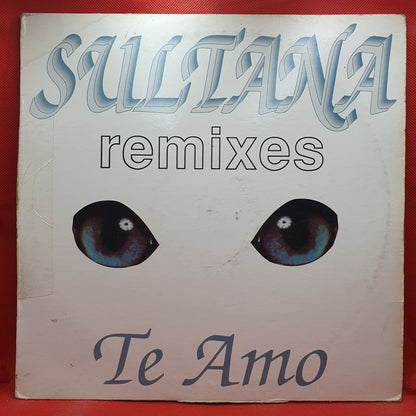 SULTANA
remixes
Te Amo